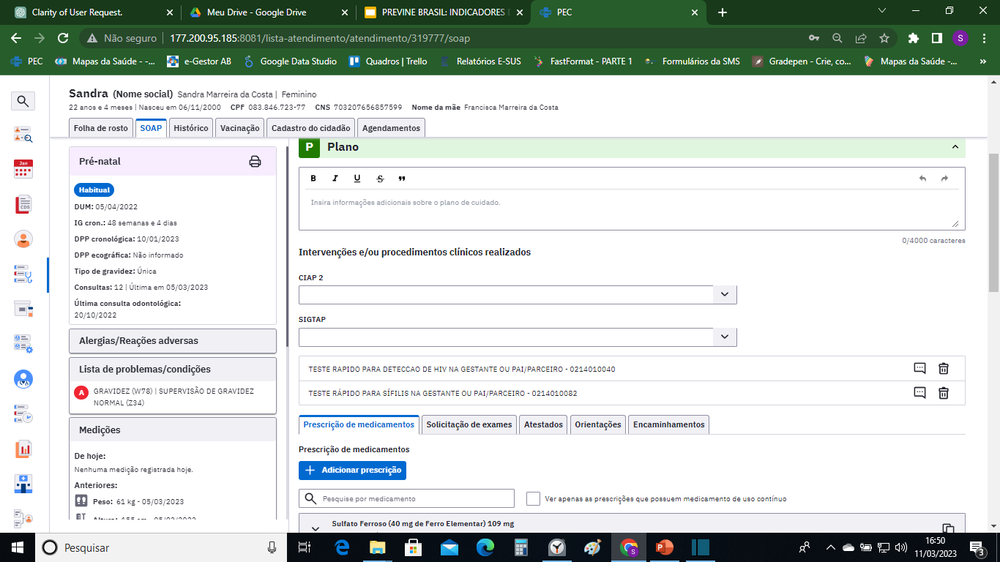 Clarity of User Request.
Meu Drive - Google Drive
PREVINE BRASIL: INDICADORES
PEC
Não seguro
177.200.95.185:8081/lista-atendimento/atendimento/319777/soap
S
PEC
Mapas da Saúde - -...
e-Gestor AB
Google Data Studio
Quadros | Trello
Relatórios E-SUS
FastFormat - PARTE 1
Formulários da SMS
Gradepen - Crie, co...
Mapas da Saúde -...
»
Sandra (Nome social) Sandra Marreira da Costa | Feminino
22 anos e 4 meses | Nasceu em 06/11/2000 CPF 083.846.723-77 CNS 703207656857599 Nome da mãe Francisca Marreira da Costa
Folha de rosto
SOAP
Histórico
Vacinação
Cadastro do cidadão
Agendamentos
Jan
CDS
Pré-natal
Habitual
DUM: 05/04/2022
IG cron.: 48 semanas e 4 dias
DPP cronológica: 10/01/2023
DPP ecográfica: Não informado
Tipo de gravidez: Única
Consultas: 12 | Última em 05/03/2023
Última consulta odontológica:
20/10/2022
Alergias/Reações adversas
Lista de problemas/condições
A
GRAVIDEZ (W78) | SUPERVISÃO DE GRAVIDEZ
NORMAL (Z34)
Medições
De hoje:
Nenhuma medição registrada hoje.
Anteriores:
Peso: 61 kg - 05/03/2023
Altura: 155 cm - 05/03/2023
P
Plano
B I U S
Insira informações adicionais sobre o plano de cuidado.
0/4000 caracteres
Intervenções e/ou procedimentos clínicos realizados
CIAP 2
SIGTAP
TESTE RAPIDO PARA DETECCAO DE HIV NA GESTANTE OU PAI/PARCEIRO - 0214010040
TESTE RÁPIDO PARA SÍFILIS NA GESTANTE OU PAI/PARCEIRO - 0214010082
Prescrição de medicamentos
Solicitação de exames
Atestados
Orientações
Encaminhamentos
Prescrição de medicamentos
Adicionar prescrição
Pesquise por medicamento
Ver apenas as prescrições que possuem medicamento de uso contínuo
Sulfato Ferroso (40 mg de Ferro Elementar) 109 mg
Pesquisar
16:50
11/03/2023
3